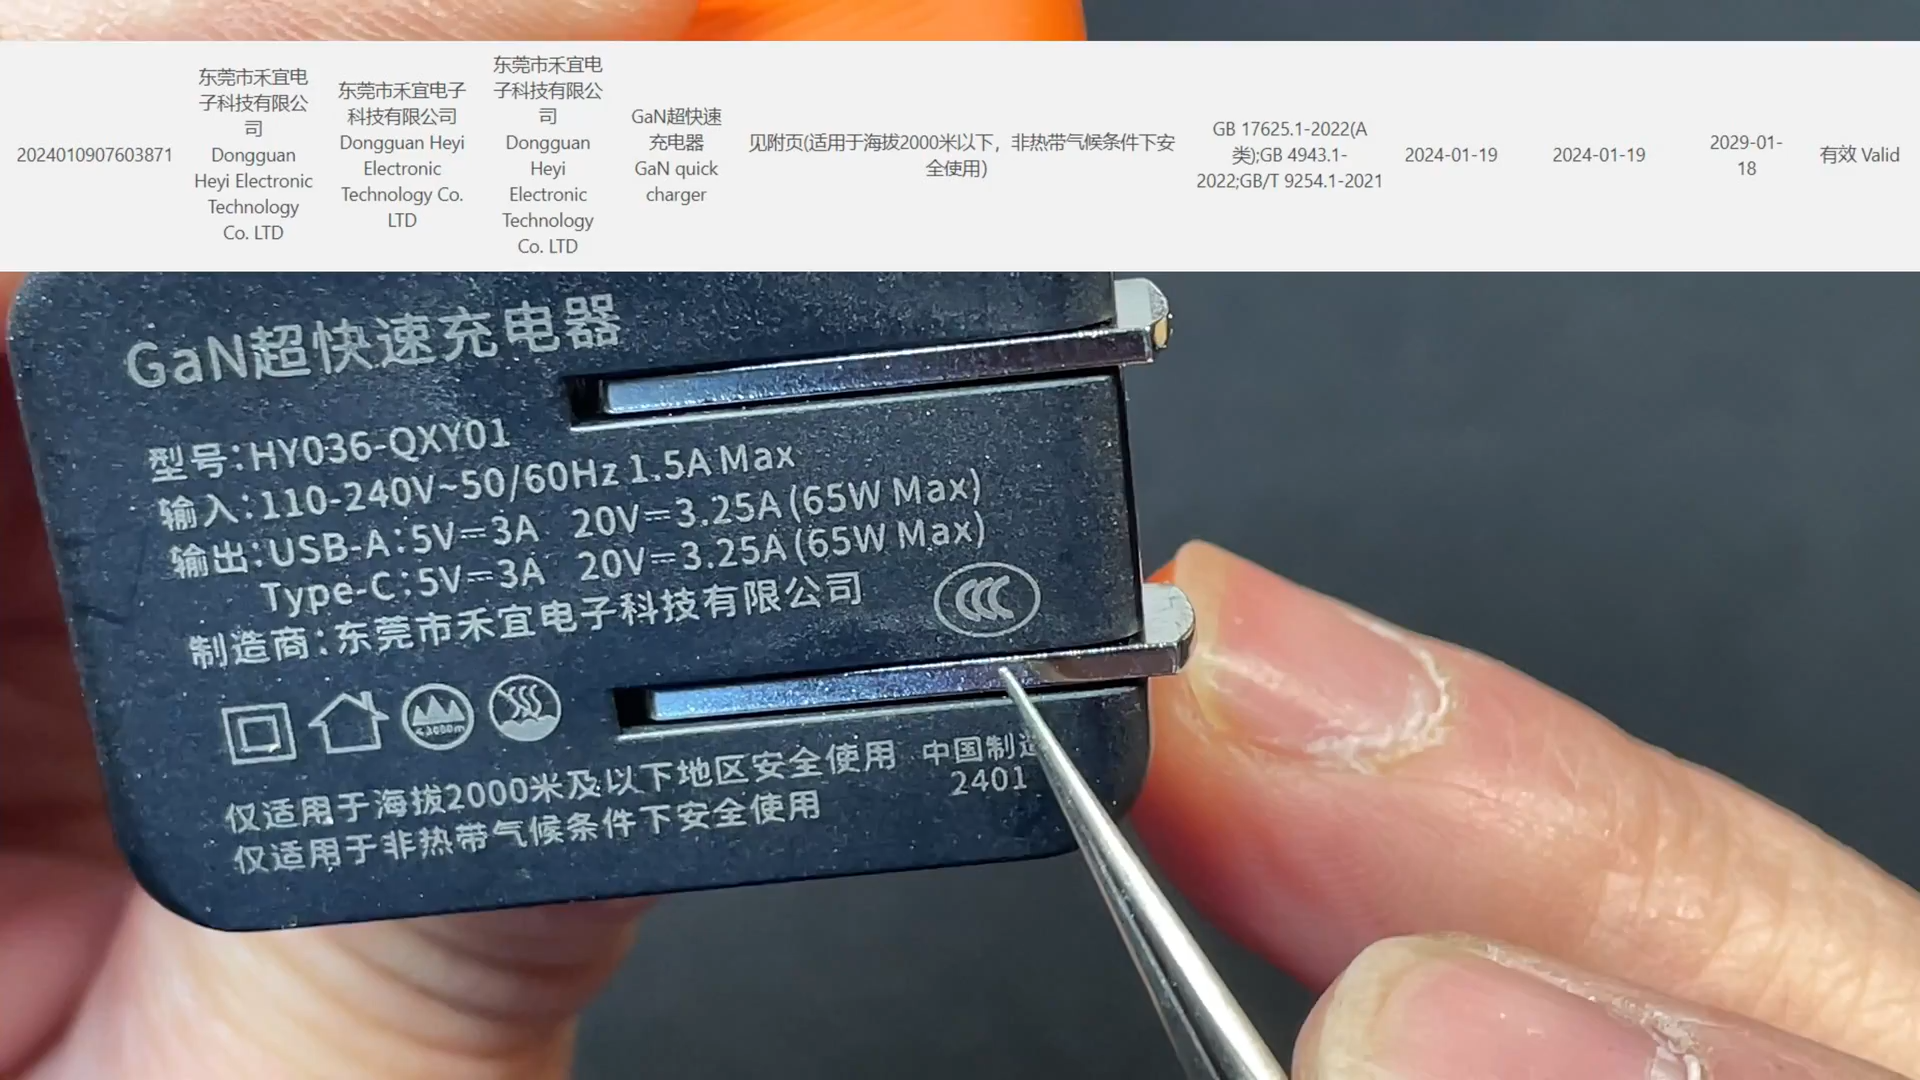 2024010907603871
东莞市禾宜电
子科技有限公
司
Dongguan
Heyi Electronic
Technology
Co. LTD
东莞市禾宜电子
科技有限公司
Dongguan Heyi
Electronic
Technology Co.
LTD
东莞市禾宜电
子科技有限公
司
Dongguan
Heyi
Electronic
Technology
Co. LTD
GaN超快速
充电器
GaN quick
charger
见附页(适用于海拔2000米以下，非热带气候条件下安
全使用)
GB 17625.1-2022(A
类);GB 4943.1-
2022;GB/T 9254.1-2021
2024-01-19
2024-01-19
2029-01-
18
有效 Valid
GaN超快速充电器
型号:HY036-QXY01
输入:110-240V~50/60Hz 1.5A Max
输出:USB-A:5V⎓3A 20V⎓3.25A (65W Max)
Type-C:5V⎓3A 20V⎓3.25A (65W Max)
制造商:东莞市禾宜电子科技有限公司
仅适用于海拔2000米及以下地区安全使用
仅适用于非热带气候条件下安全使用
中国制造
2401